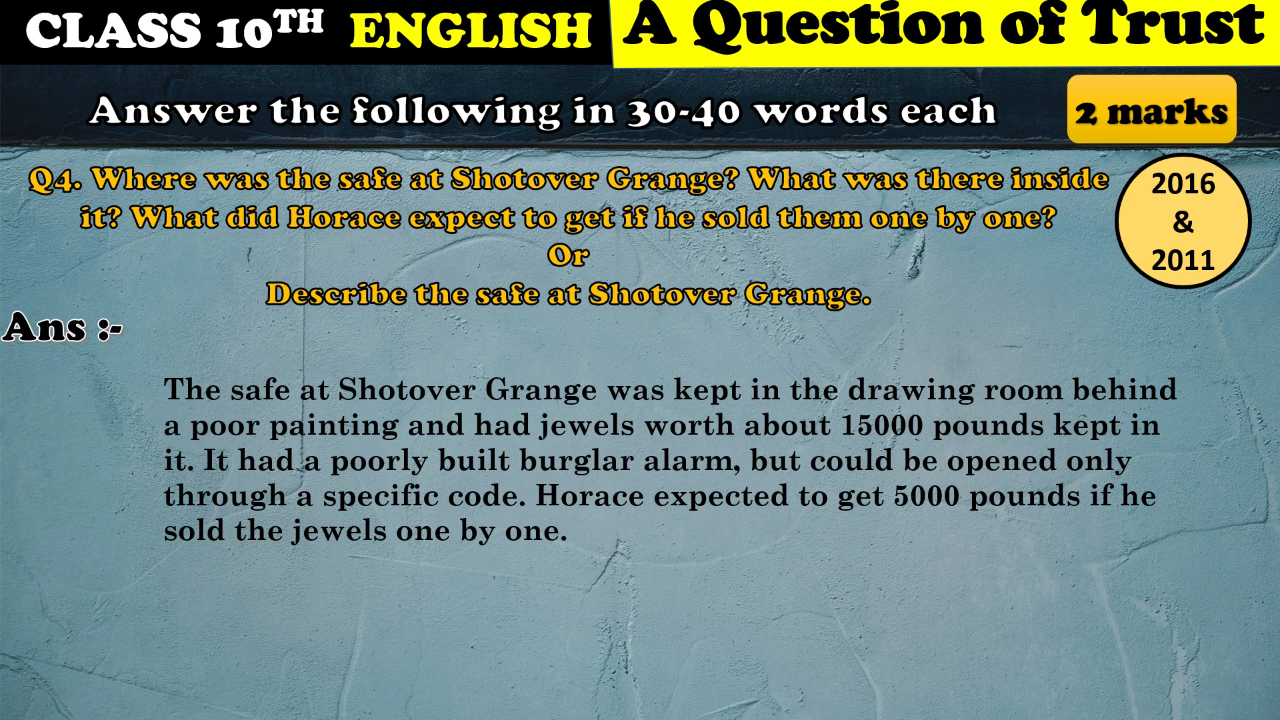 CLASS 10TH ENGLISH A Question of Trust
Answer the following in 30-40 words each
2 marks
Q4. Where was the safe at Shotover Grange? What was there inside
it? What did Horace expect to get if he sold them one by one?
Or
Describe the safe at Shotover Grange.
2016
&
2011
Ans :-
The safe at Shotover Grange was kept in the drawing room behind
a poor painting and had jewels worth about 15000 pounds kept in
it. It had a poorly built burglar alarm, but could be opened only
through a specific code. Horace expected to get 5000 pounds if he
sold the jewels one by one.